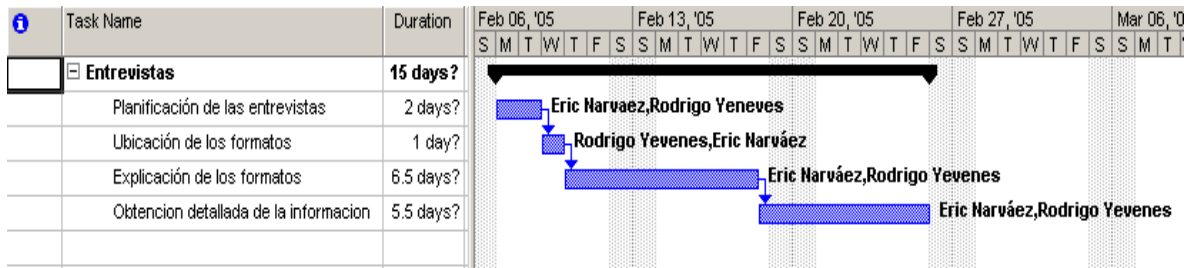 Task Name Duration Feb 06, '05 Feb 13, '05 Feb 20, '05 Feb 27, '05 Mar 06, '0
S M T W T F S S M T W T F S S M T W T F S S M T W T F S S M T
Entrevistas 15 days?
Planificación de las entrevistas 2 days? Eric Narvaez,Rodrigo Yeneves
Ubicación de los formatos 1 day? Rodrigo Yevenes,Eric Narváez
Explicación de los formatos 6.5 days? Eric Narváez,Rodrigo Yevenes
Obtencion detallada de la informacion 5.5 days? Eric Narváez,Rodrigo Yevenes